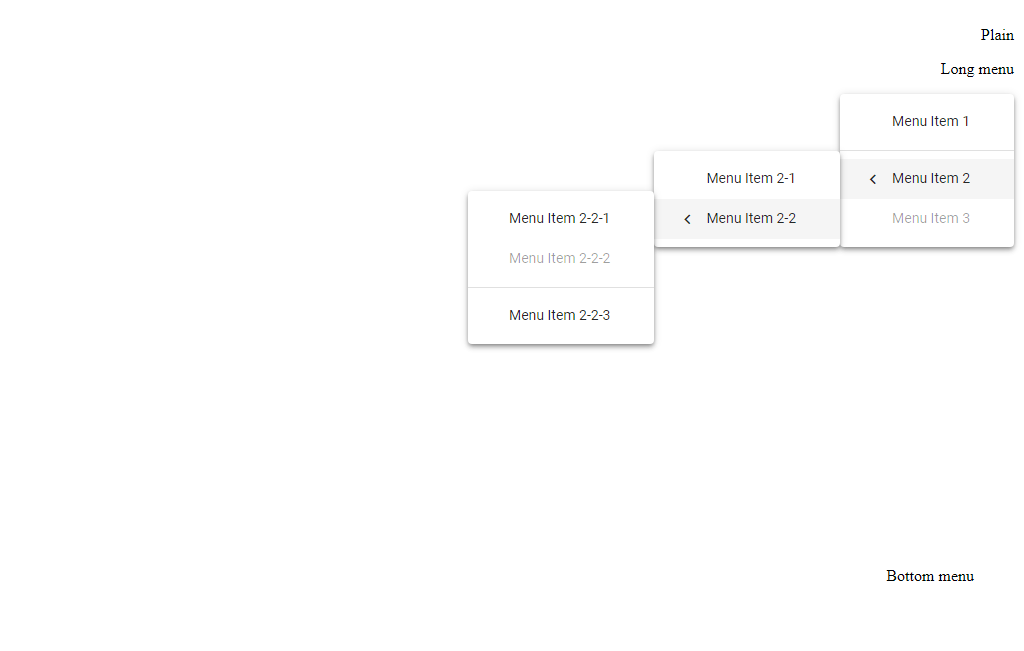 Plain
Long menu
Menu Item 1
Menu Item 2
Menu Item 3
Menu Item 2-1
Menu Item 2-2
Menu Item 2-2-1
Menu Item 2-2-2
Menu Item 2-2-3
Bottom menu